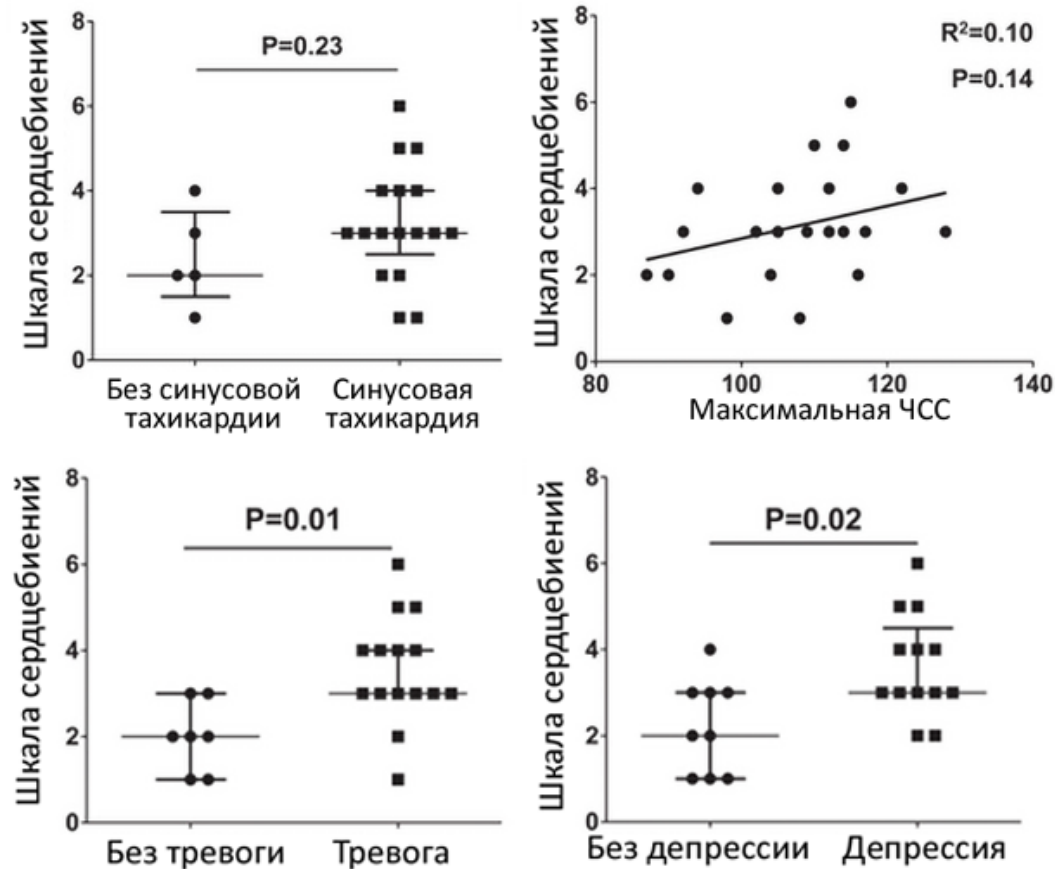 Шкала сердцебиений
8
6
4
2
0
P=0.23
Без синусовой
тахикардии
Синусовая
тахикардия
Шкала сердцебиений
8
6
4
2
0
R²=0.10
P=0.14
80
100
120
140
Максимальная ЧСС
Шкала сердцебиений
8
6
4
2
0
P=0.01
Без тревоги
Тревога
Шкала сердцебиений
8
6
4
2
0
P=0.02
Без депрессии
Депрессия